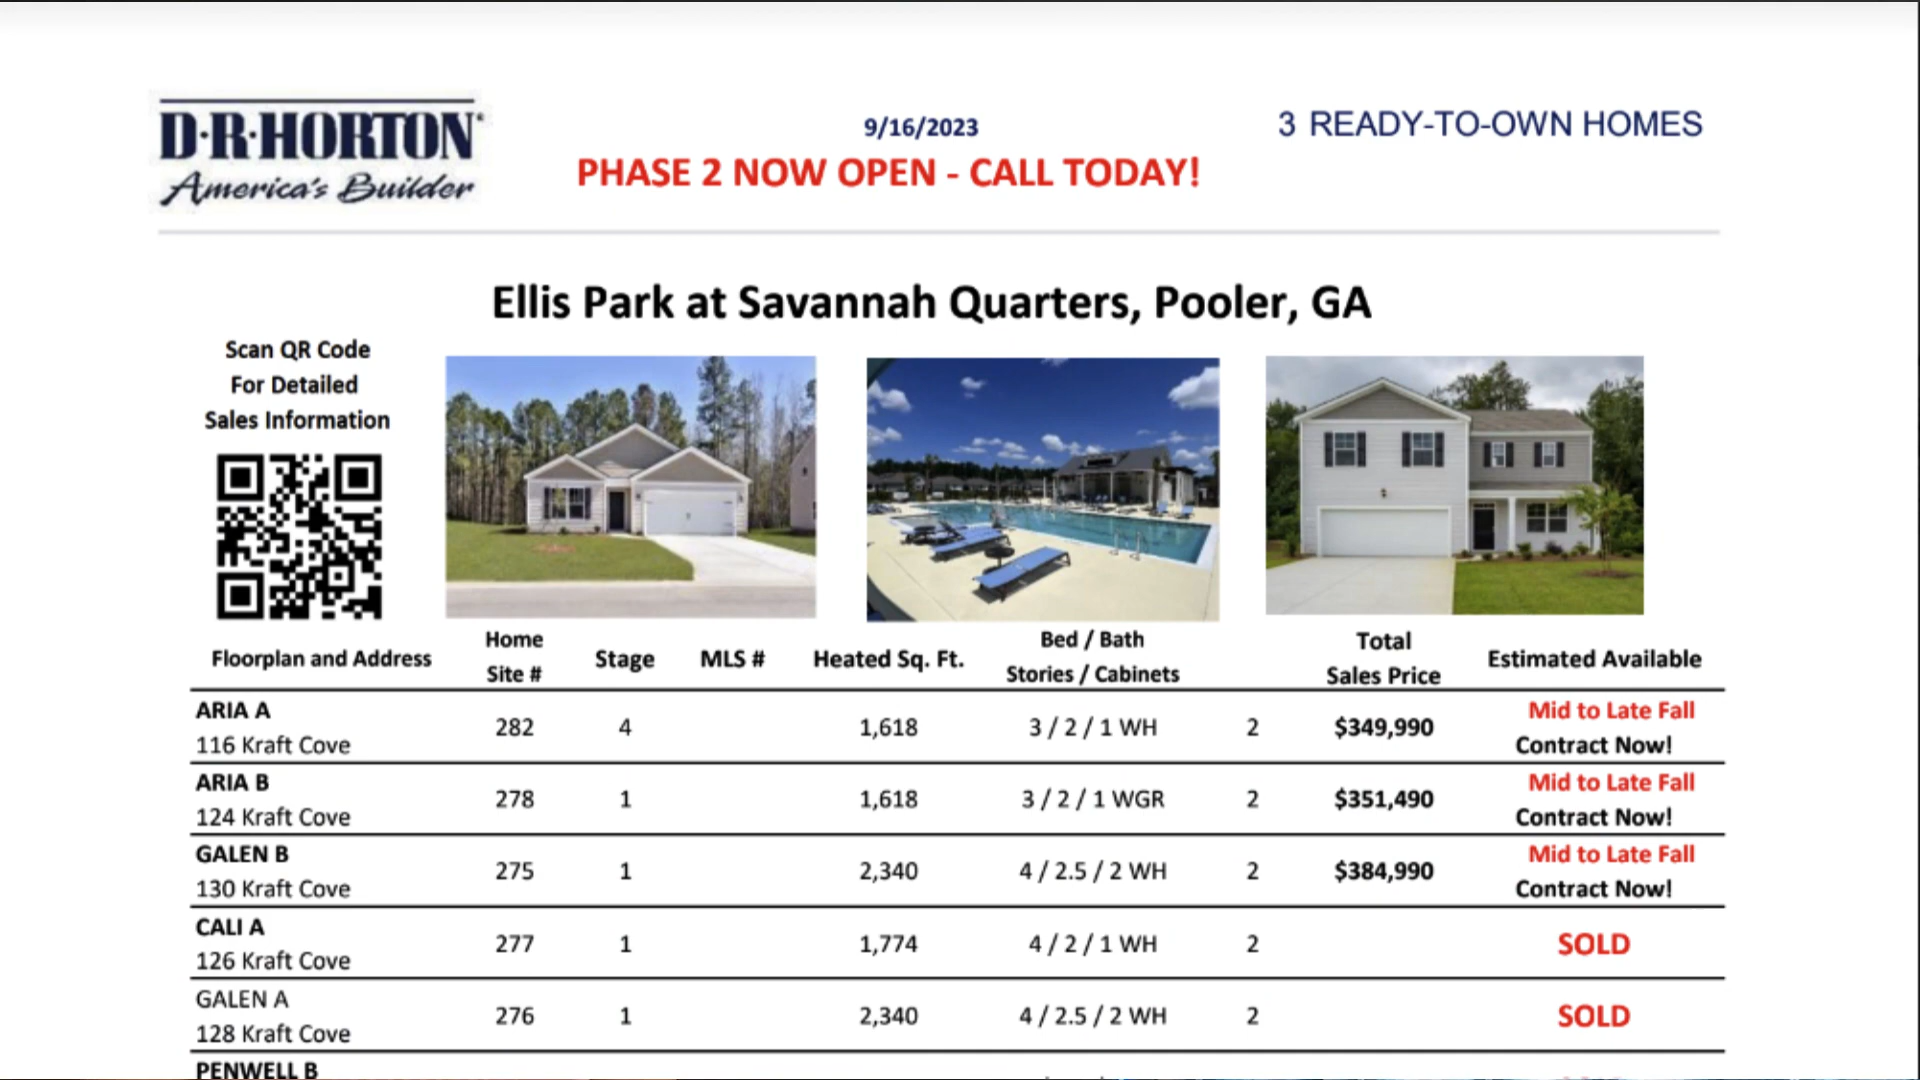 D·R·HORTON
America's Builder
9/16/2023
PHASE 2 NOW OPEN - CALL TODAY!
3 READY-TO-OWN HOMES
Ellis Park at Savannah Quarters, Pooler, GA
Scan QR Code
For Detailed
Sales Information
Floorplan and Address Home Site # Stage MLS # Heated Sq. Ft. Bed / Bath Stories / Cabinets Total Sales Price Estimated Available
ARIA A
116 Kraft Cove 282 4 1,618 3 / 2 / 1 WH 2 $349,990 Mid to Late Fall Contract Now!
ARIA B
124 Kraft Cove 278 1 1,618 3 / 2 / 1 WGR 2 $351,490 Mid to Late Fall Contract Now!
GALEN B
130 Kraft Cove 275 1 2,340 4 / 2.5 / 2 WH 2 $384,990 Mid to Late Fall Contract Now!
CALI A
126 Kraft Cove 277 1 1,774 4 / 2 / 1 WH 2 SOLD
GALEN A
128 Kraft Cove 276 1 2,340 4 / 2.5 / 2 WH 2 SOLD
PENWELL B